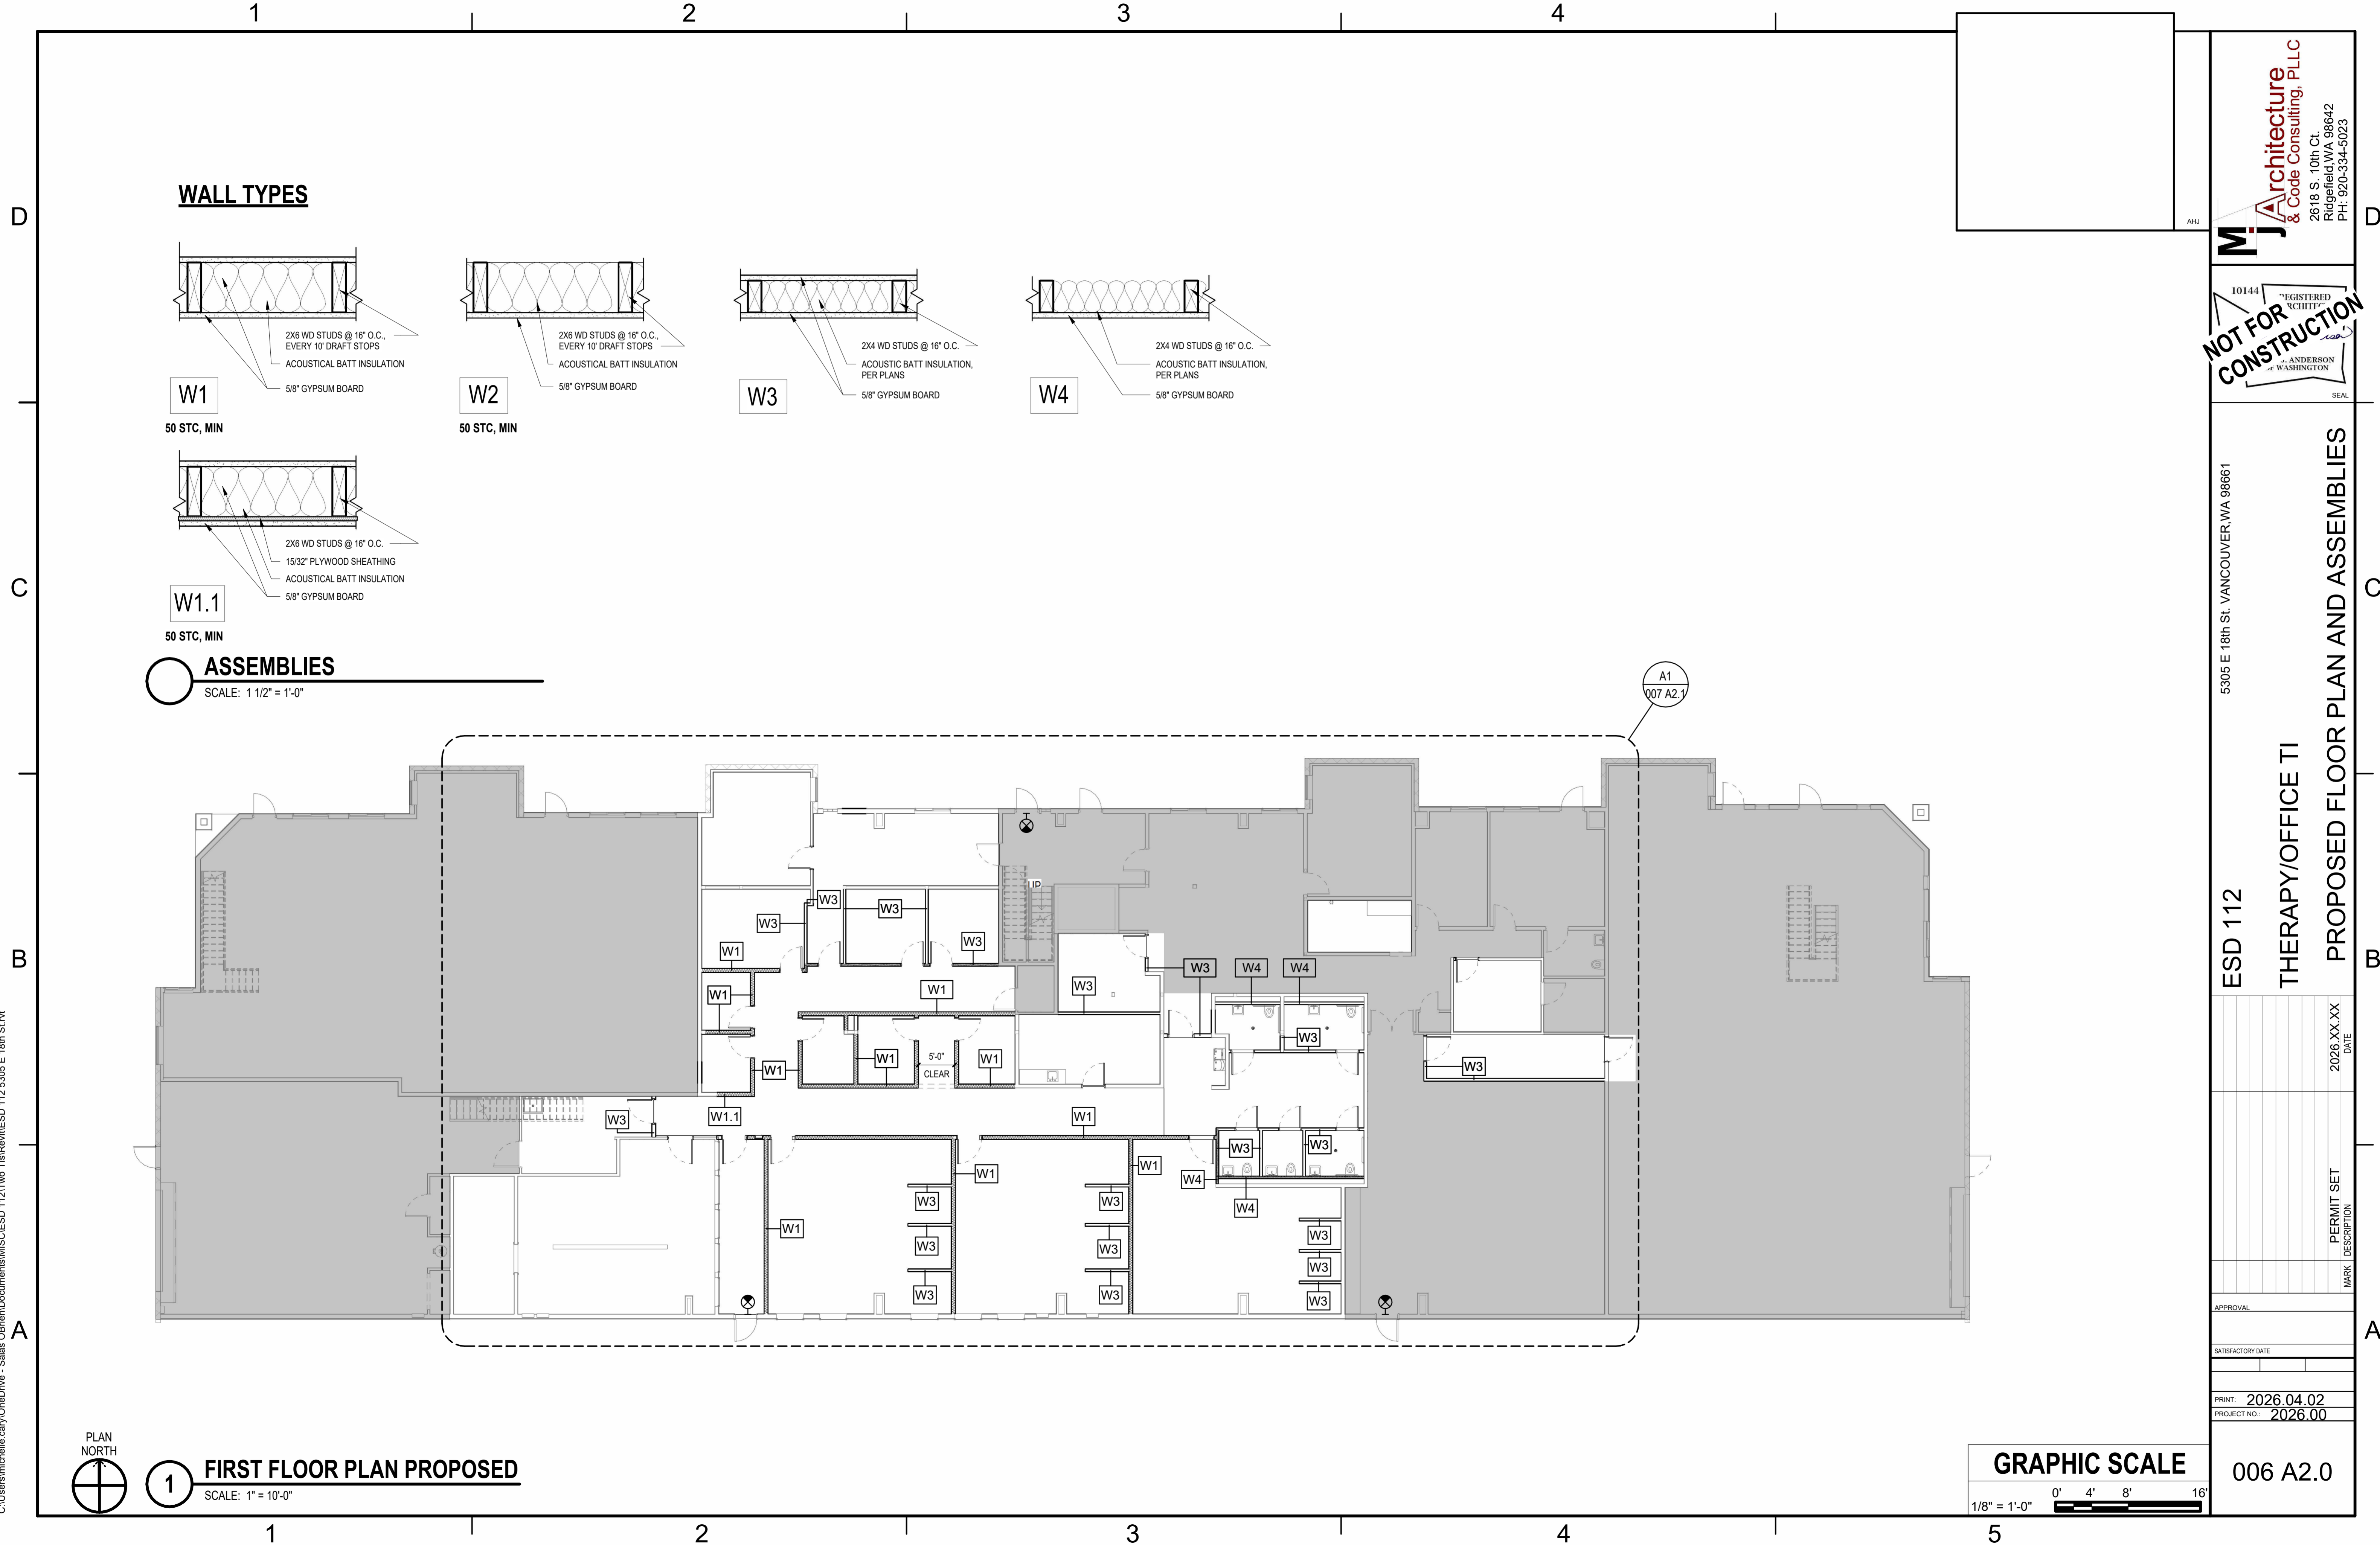 1
2
3
4
D
D
C
C
B
B
A
A
WALL TYPES
2X6 WD STUDS @ 16" O.C.,
EVERY 10' DRAFT STOPS
ACOUSTICAL BATT INSULATION
5/8" GYPSUM BOARD
W1
50 STC, MIN
2X6 WD STUDS @ 16" O.C.,
EVERY 10' DRAFT STOPS
ACOUSTICAL BATT INSULATION
5/8" GYPSUM BOARD
W2
50 STC, MIN
2X4 WD STUDS @ 16" O.C.
ACOUSTIC BATT INSULATION,
PER PLANS
5/8" GYPSUM BOARD
W3
2X4 WD STUDS @ 16" O.C.
ACOUSTIC BATT INSULATION,
PER PLANS
5/8" GYPSUM BOARD
W4
2X6 WD STUDS @ 16" O.C.
15/32" PLYWOOD SHEATHING
ACOUSTICAL BATT INSULATION
5/8" GYPSUM BOARD
W1.1
50 STC, MIN
ASSEMBLIES
SCALE: 1 1/2" = 1'-0"
A1
007 A2.1
UP
W3
W3
W3
W3
W1
W1
W1
W3
W3
W4
W4
W3
W1
W1
W1
5'-0"
CLEAR
W3
W3
W1.1
W1
W3
W3
W3
W1
W1
W4
W4
W1
W3
W3
W3
W3
W3
W3
W3
W3
W3
PLAN
NORTH
1
FIRST FLOOR PLAN PROPOSED
SCALE: 1" = 10'-0"
GRAPHIC SCALE
1/8" = 1'-0"
0' 4' 8' 16'
1
2
3
4
5
AHJ
MJ Architecture
& Code Consulting, PLLC
2618 S. 10th Ct.
Ridgefield,WA 98642
PH: 920-334-5023
10144
REGISTERED
ANDERSON
WASHINGTON
NOT FOR
CONSTRUCTION
SEAL
5305 E 18th St. VANCOUVER,WA 98661
ESD 112
THERAPY/OFFICE TI
PROPOSED FLOOR PLAN AND ASSEMBLIES
2026.XX.XX
DATE
PERMIT SET
DESCRIPTION
MARK
APPROVAL
SATISFACTORY DATE
PRINT: 2026.04.02
PROJECT NO.: 2026.00
006 A2.0